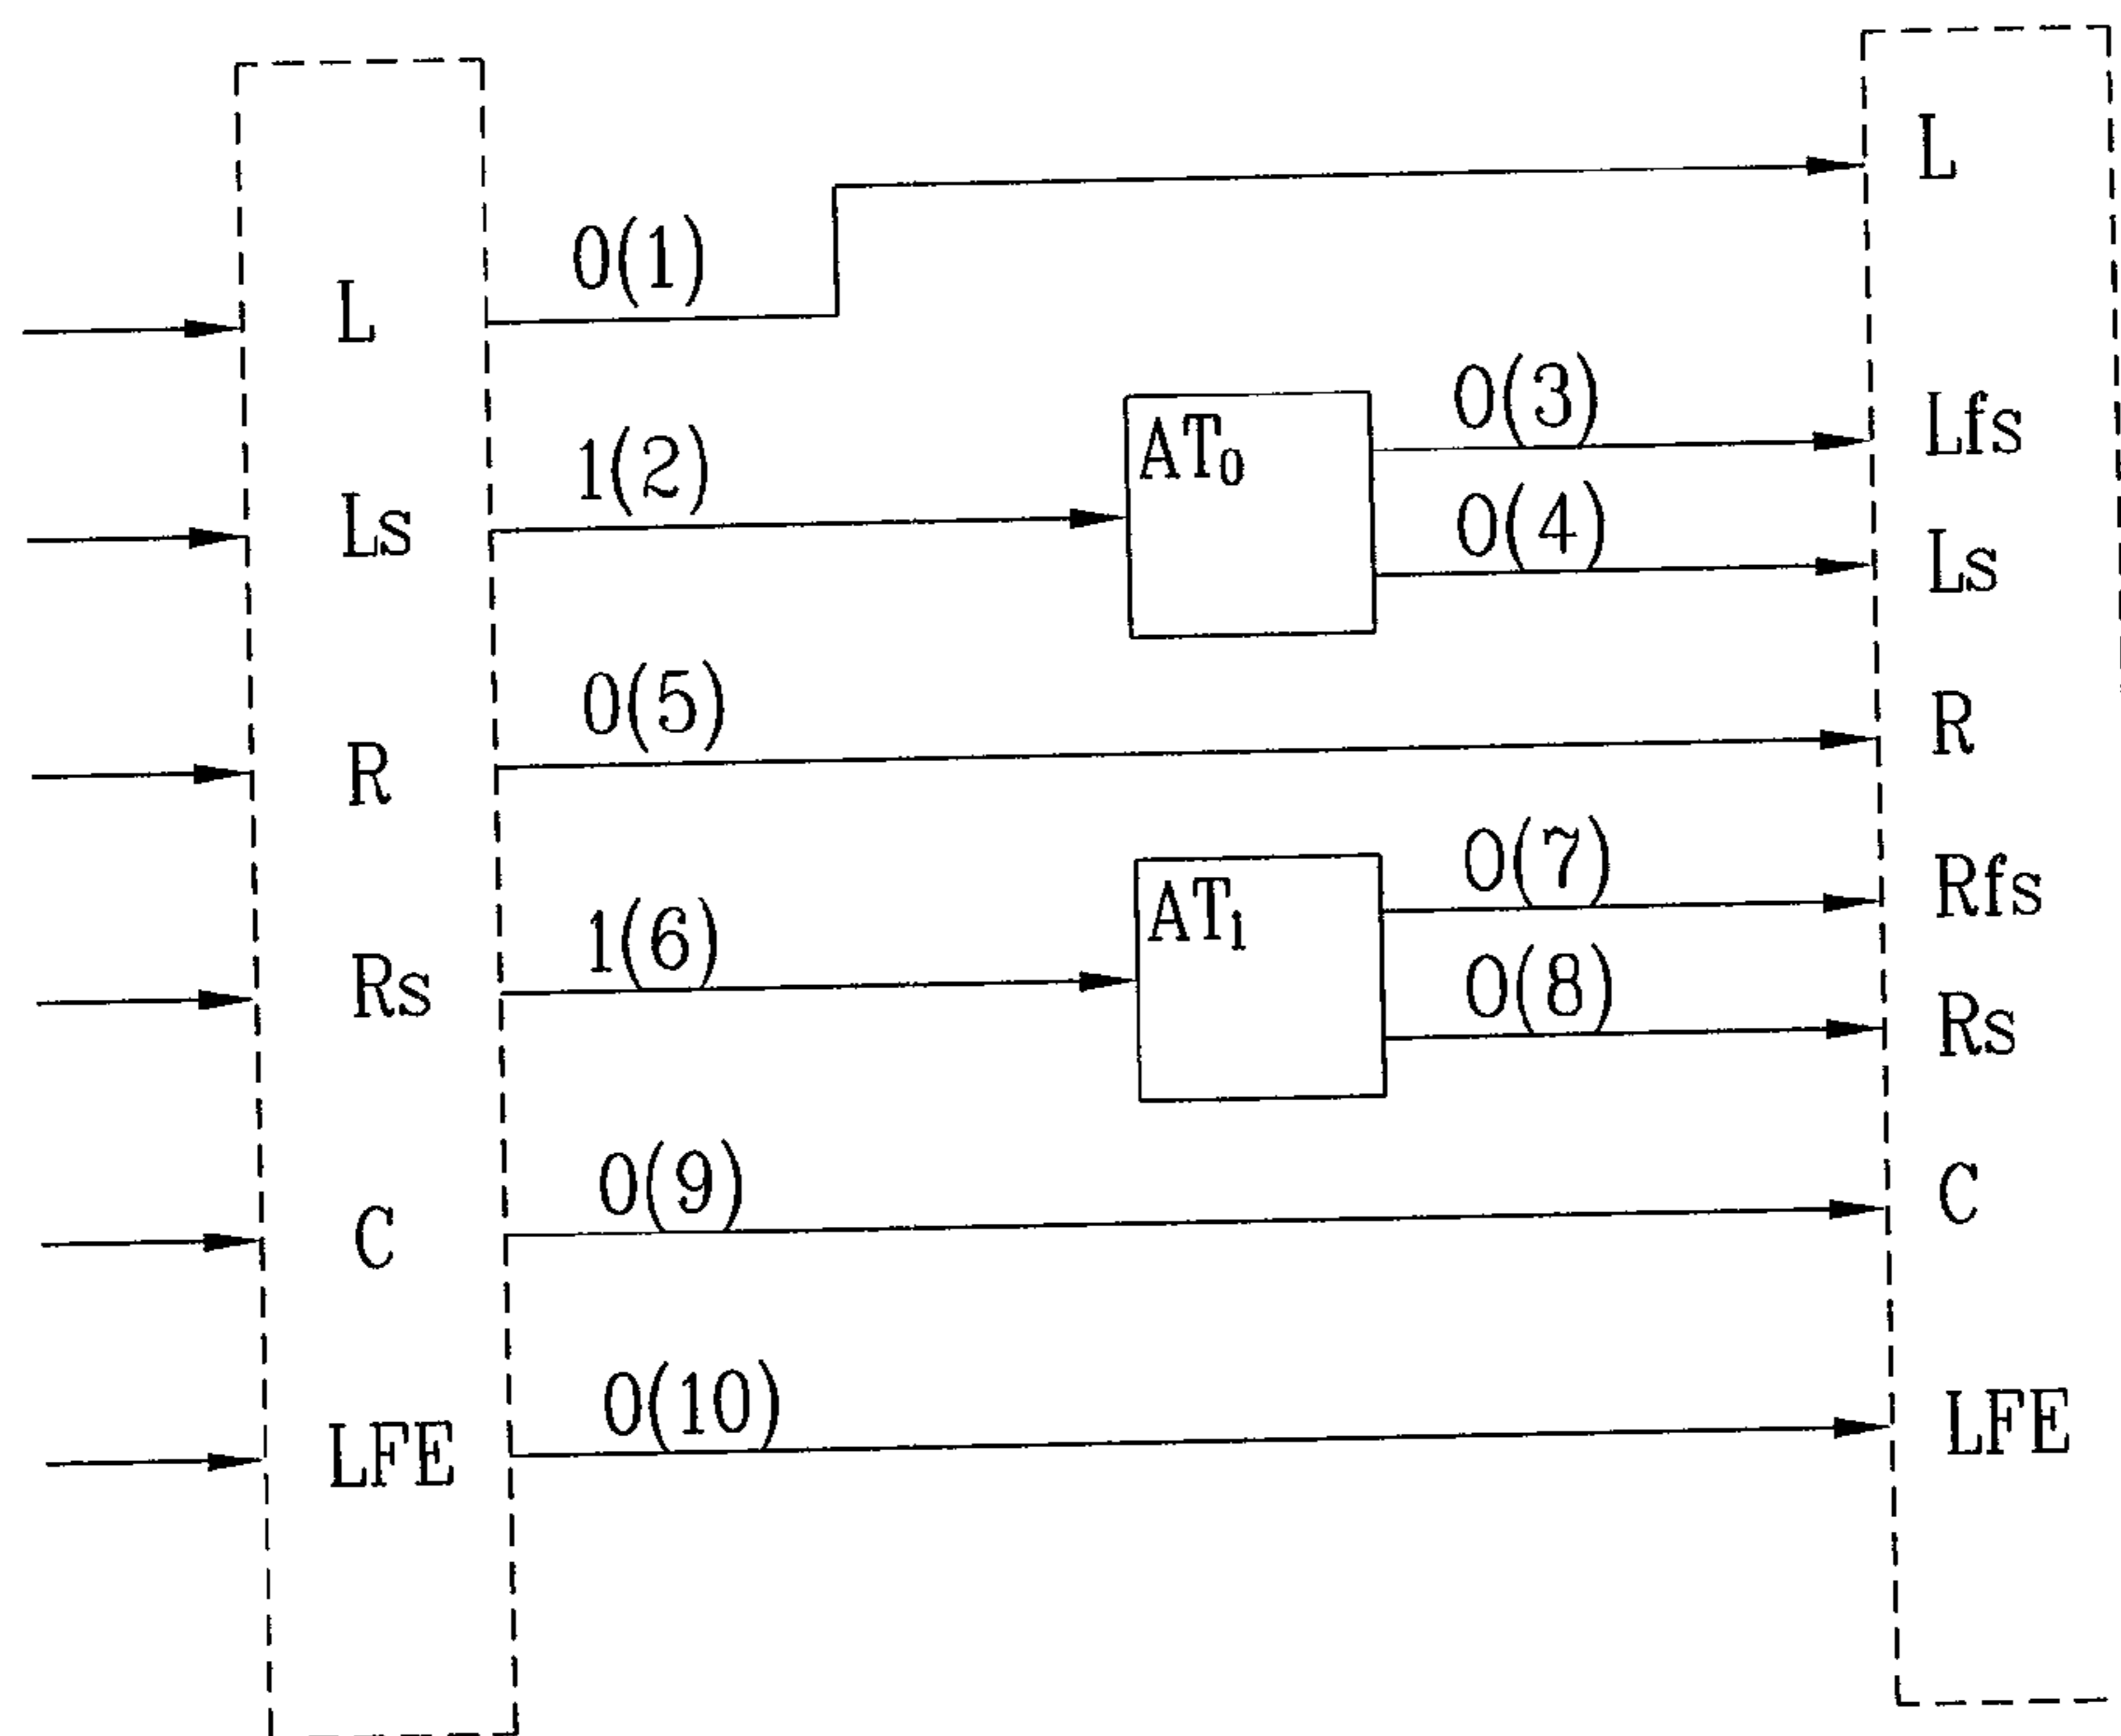 L
0(1)
L
0(3)
Lfs
AT₀
1(2)
Ls
0(4)
Ls
0(5)
R
R
0(7)
Rfs
AT₁
1(6)
Rs
0(8)
Rs
0(9)
C
C
0(10)
LFE
LFE